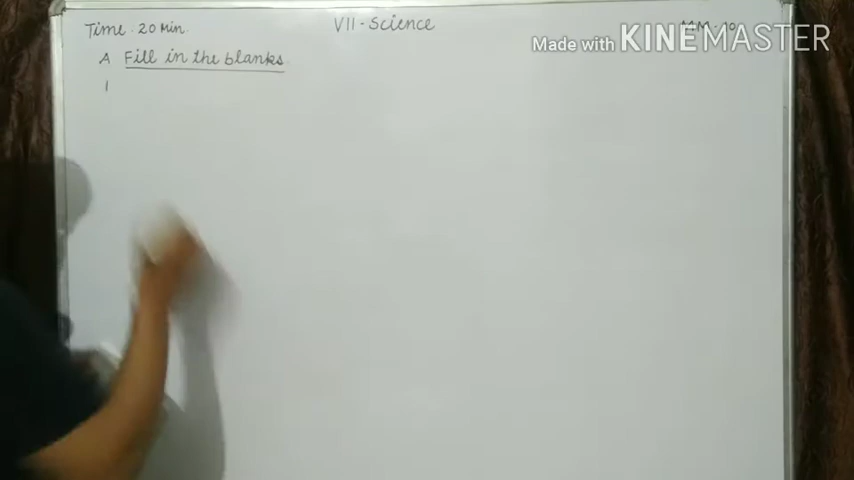 Time. 20 Min. VII - Science
Made with KINEMASTER
A Fill in the blanks
1